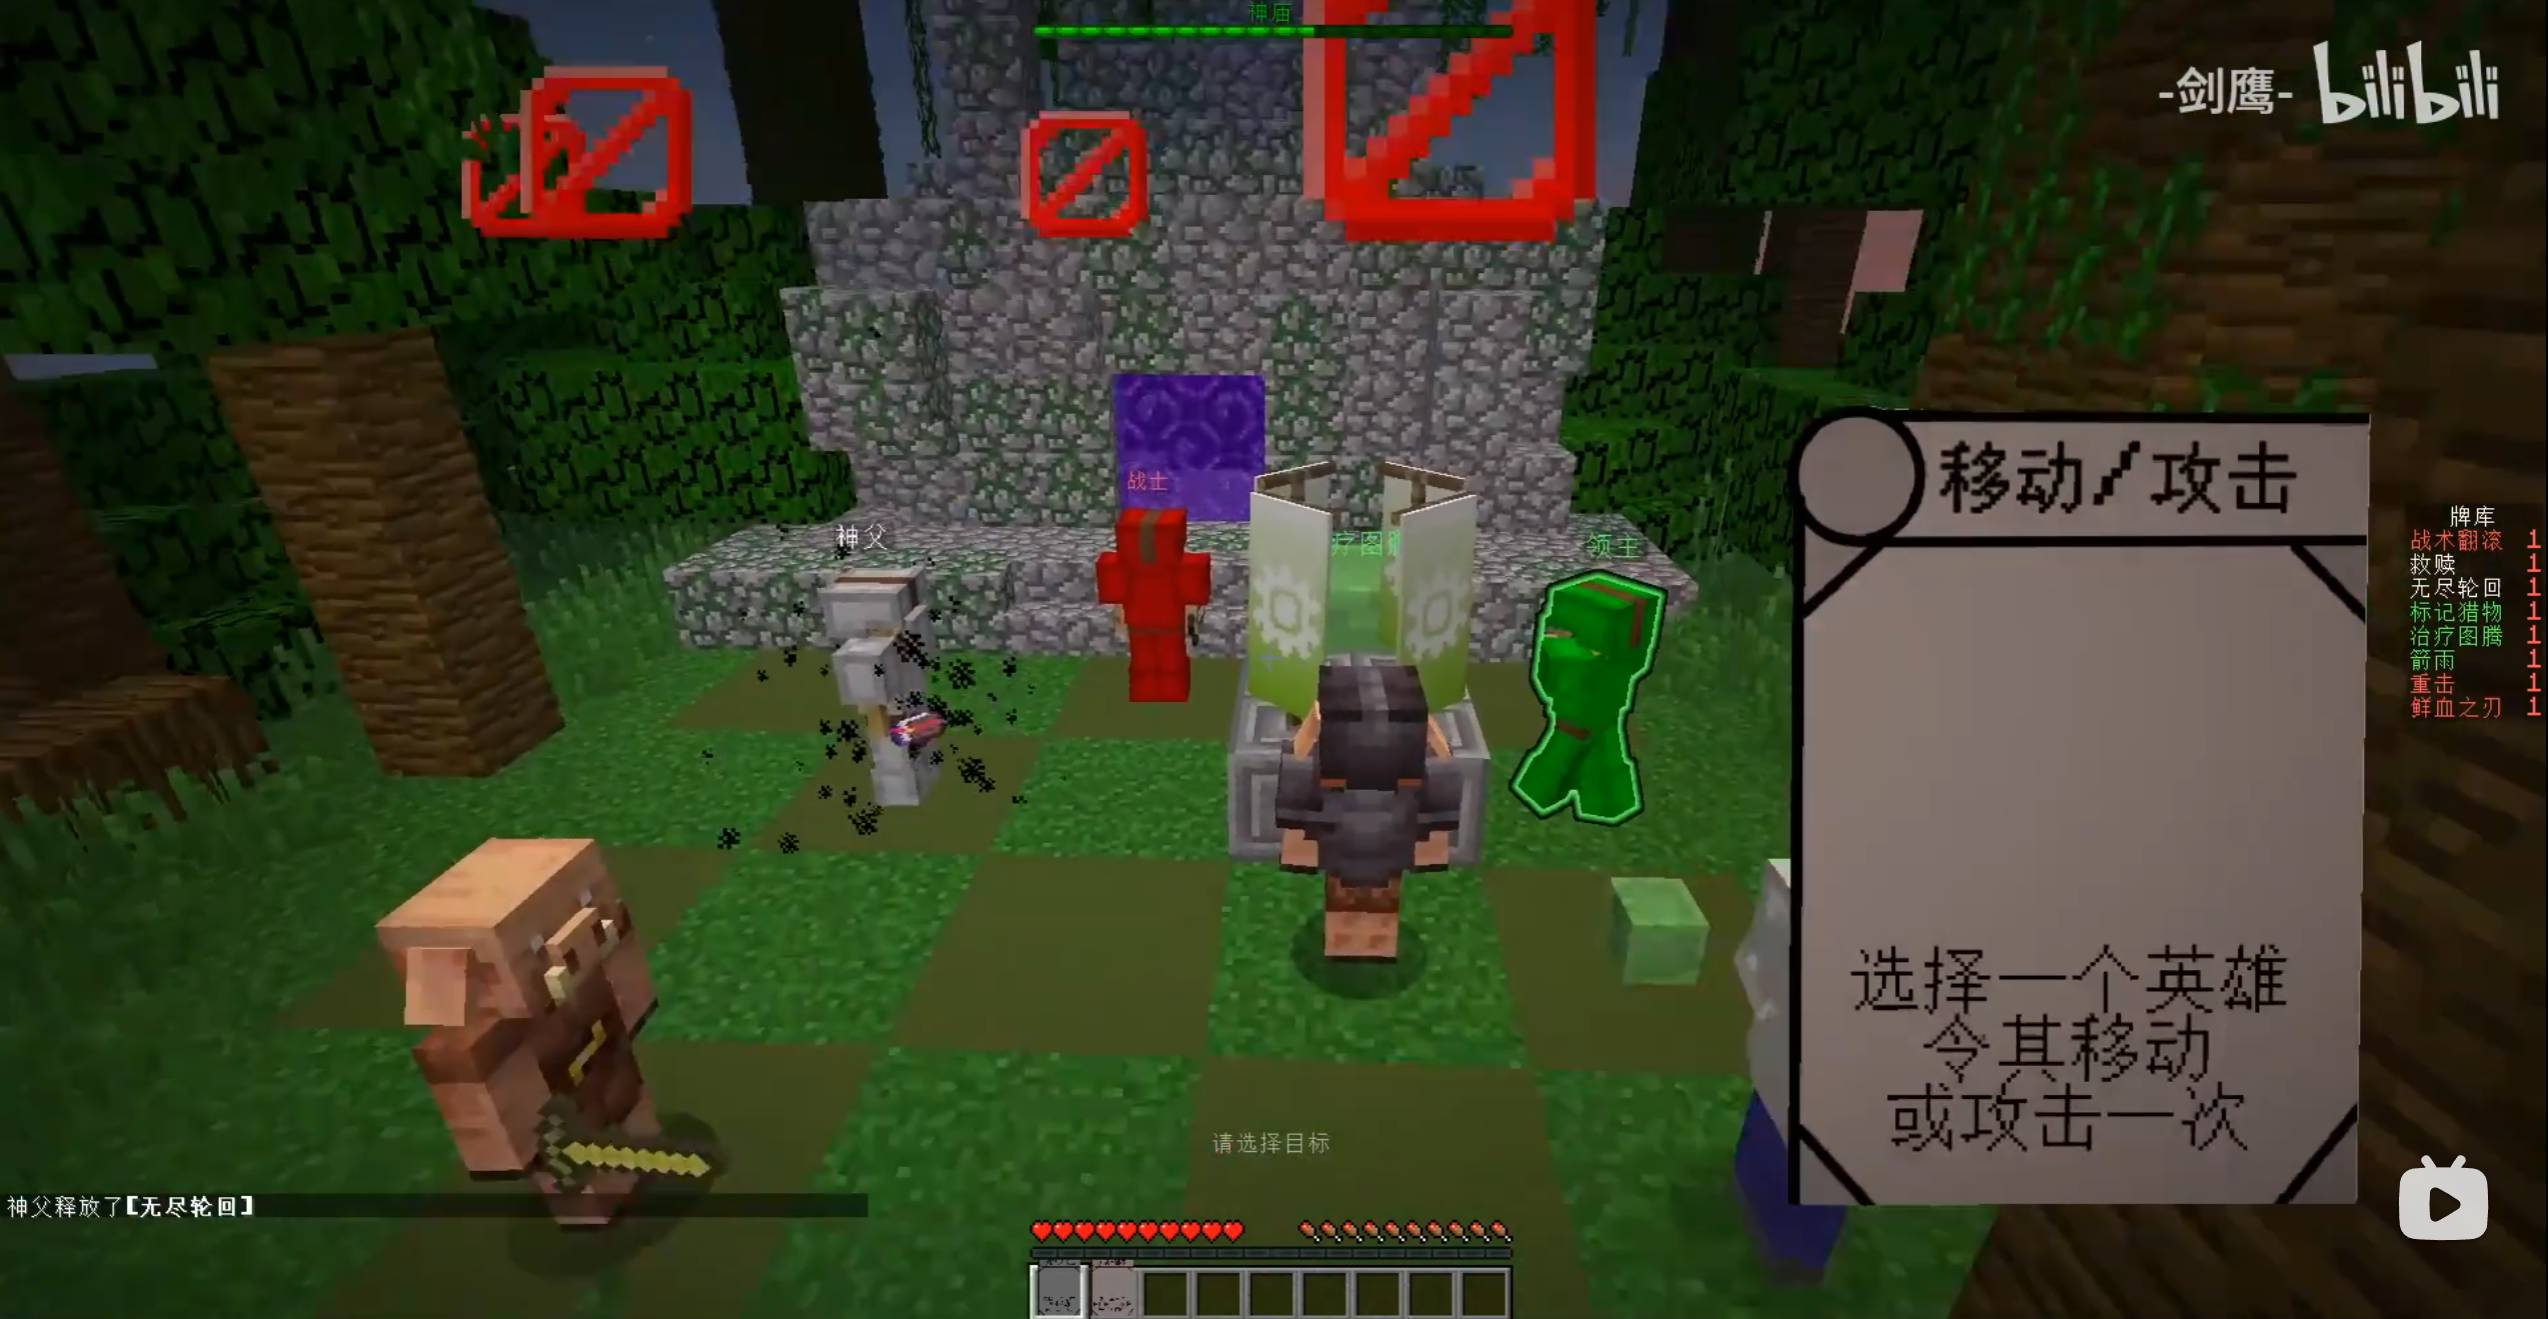 神庙
-剑鹰- bilibili
移动/攻击
战士
神父
疗图腾
领主
牌库
战术翻滚 1
救赎 1
无尽轮回 1
标记猎物 1
治疗图腾 1
箭雨 1
重击 1
鲜血之刃 1
选择一个英雄
令其移动
或攻击一次
请选择目标
神父释放了【无尽轮回】